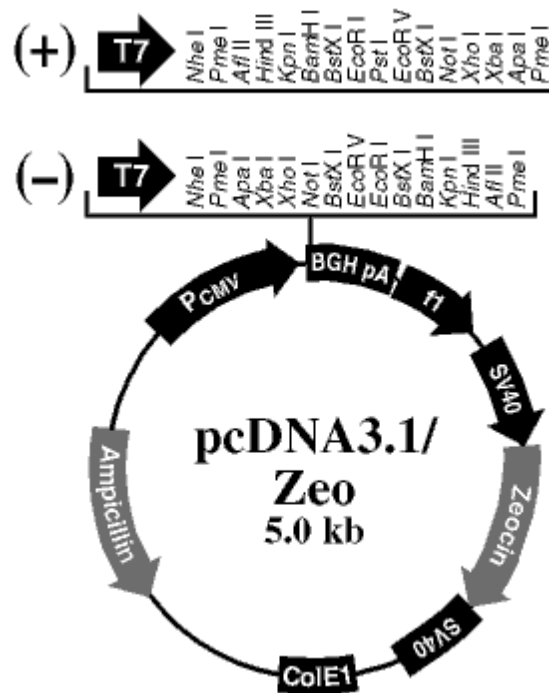 (+) T7 Nhe I Pme I Afl II Hind III Kpn I BamH I BstX I EcoR I Pst I EcoR V BstX I Not I Xho I Xba I Apa I Pme I
(−) T7 Nhe I Pme I Apa I Xba I Xho I Not I BstX I EcoR V EcoR I BstX I BamH I Kpn I Hind III Afl II Pme I
PCMV
BGH pA
f1
SV40
Zeocin
SV40
ColE1
Ampicillin
pcDNA3.1/
Zeo
5.0 kb